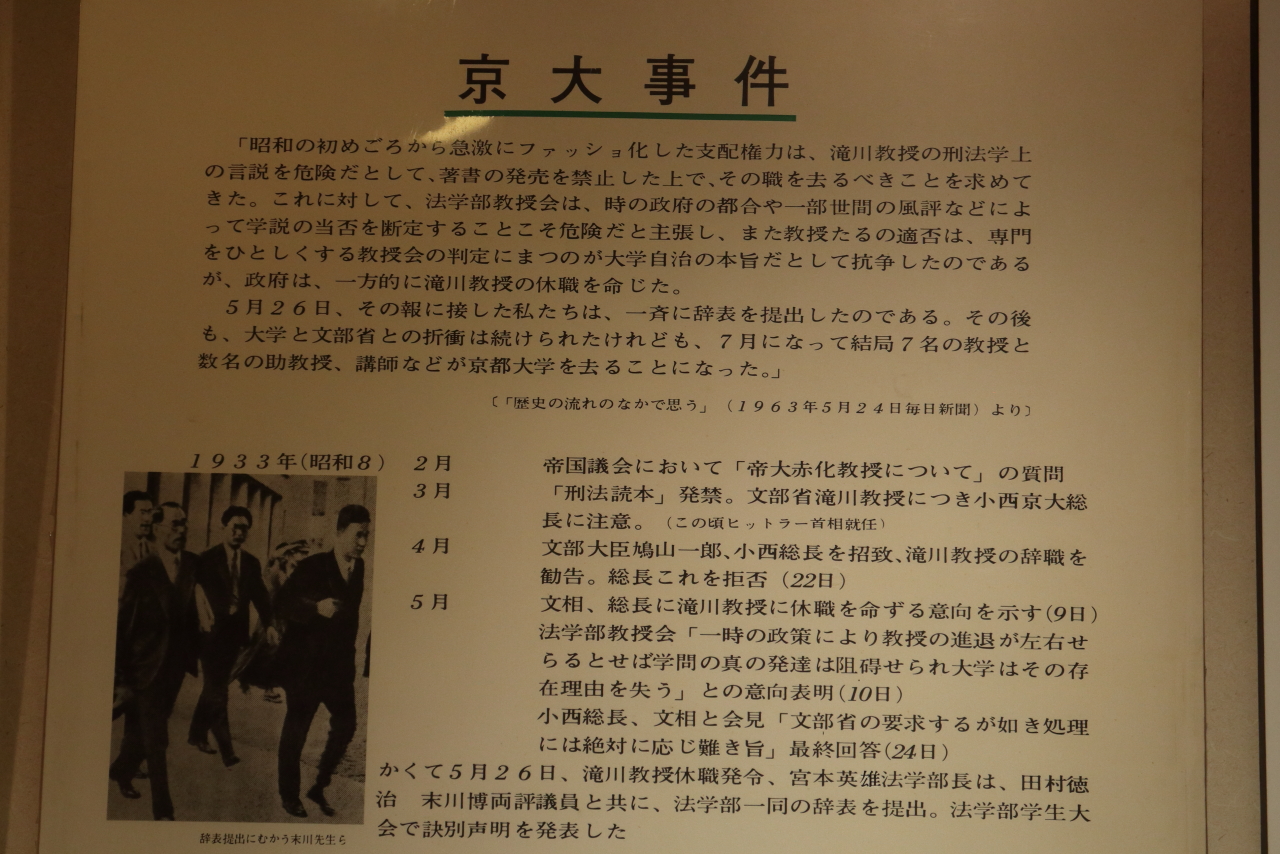 京大事件
「昭和の初めごろから急激にファッショ化した支配権力は、滝川教授の刑法学上
の言説を危険だとして、著書の発売を禁止した上で、その職を去るべきことを求めて
きた。これに対して、法学部教授会は、時の政府の都合や一部世間の風評などによ
って学説の当否を断定することこそ危険だと主張し、また教授たるの適否は、専門
をひとしくする教授会の判定にまつのが大学自治の本旨だとして抗争したのである
が、政府は、一方的に滝川教授の休職を命じた。
5月26日、その報に接した私たちは、一斉に辞表を提出したのである。その後
も、大学と文部省との折衝は続けられたけれども、7月になって結局7名の教授と
数名の助教授、講師などが京都大学を去ることになった。」
〔「歴史の流れのなかで思う」（1963年5月24日毎日新聞）より〕
1933年(昭和8) 2月 帝国議会において「帝大赤化教授について」の質問
3月 「刑法読本」発禁。文部省滝川教授につき小西京大総
長に注意。（この頃ヒットラー首相就任）
4月 文部大臣鳩山一郎、小西総長を招致、滝川教授の辞職を
勧告。総長これを拒否（22日）
5月 文相、総長に滝川教授に休職を命ずる意向を示す(9日)
法学部教授会「一時の政策により教授の進退が左右せ
らるとせば学問の真の発達は阻碍せられ大学はその存
在理由を失う」との意向表明(10日)
小西総長、文相と会見「文部省の要求するが如き処理
には絶対に応じ難き旨」最終回答(24日)
かくて5月26日、滝川教授休職発令、宮本英雄法学部長は、田村徳
治　末川博両評議員と共に、法学部一同の辞表を提出。法学部学生大
会で訣別声明を発表した
辞表提出にむかう末川先生ら